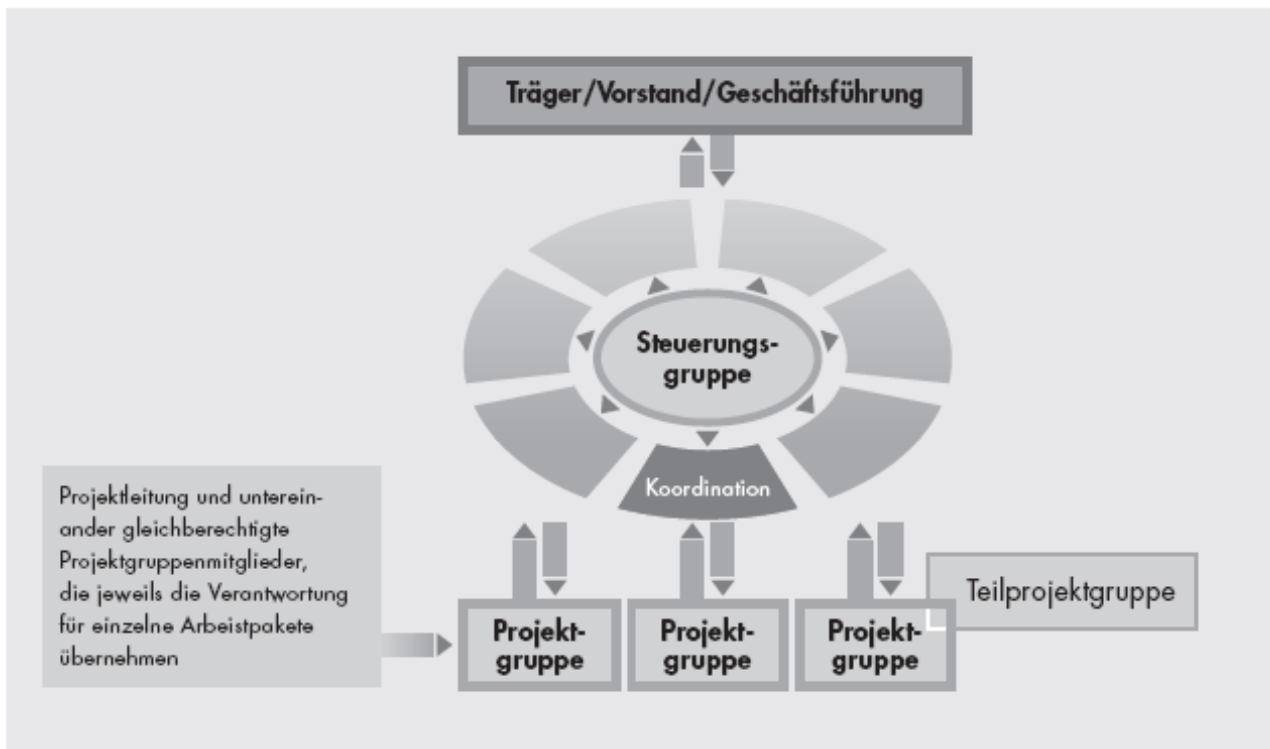 Träger/Vorstand/Geschäftsführung
Steuerungs-
gruppe
Koordination
Projektleitung und unterein-
ander gleichberechtigte
Projektgruppenmitglieder,
die jeweils die Verantwortung
für einzelne Arbeistpakete
übernehmen
Projekt-
gruppe
Projekt-
gruppe
Projekt-
gruppe
Teilprojektgruppe